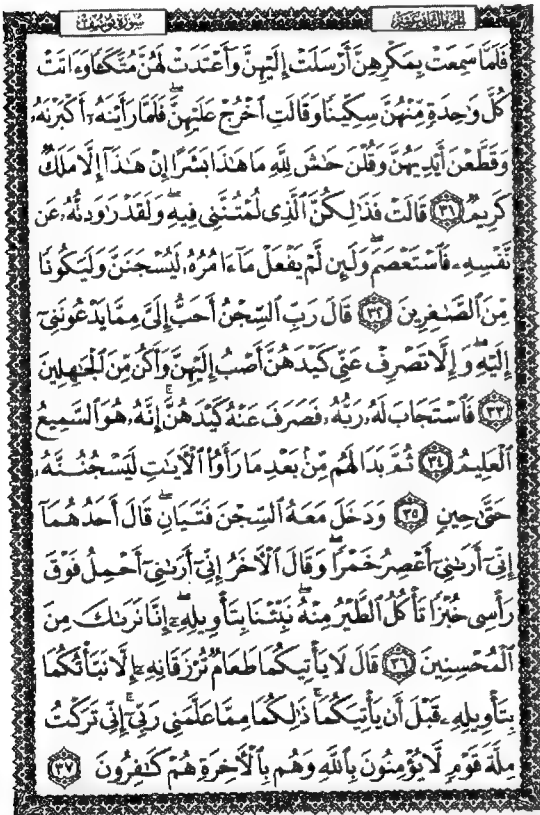 سورة يوسف
الجزء الثاني عشر
فَلَمَّا سَمِعَتْ بِمَكْرِهِنَّ أَرْسَلَتْ إِلَيْهِنَّ وَأَعْتَدَتْ لَهُنَّ مُتَّكَـًٔا وَءَاتَتْ
كُلَّ وَٰحِدَةٍ مِّنْهُنَّ سِكِّينًا وَقَالَتِ ٱخْرُجْ عَلَيْهِنَّ ۖ فَلَمَّا رَأَيْنَهُۥٓ أَكْبَرْنَهُۥ
وَقَطَّعْنَ أَيْدِيَهُنَّ وَقُلْنَ حَٰشَ لِلَّهِ مَا هَٰذَا بَشَرًا إِنْ هَٰذَآ إِلَّا مَلَكٌ
كَرِيمٌ ٣١ قَالَتْ فَذَٰلِكُنَّ ٱلَّذِى لُمْتُنَّنِى فِيهِ ۖ وَلَقَدْ رَٰوَدتُّهُۥ عَن
نَّفْسِهِۦ فَٱسْتَعْصَمَ ۖ وَلَئِن لَّمْ يَفْعَلْ مَآ ءَامُرُهُۥ لَيُسْجَنَنَّ وَلَيَكُونًا
مِّنَ ٱلصَّٰغِرِينَ ٣٢ قَالَ رَبِّ ٱلسِّجْنُ أَحَبُّ إِلَىَّ مِمَّا يَدْعُونَنِىٓ
إِلَيْهِ ۖ وَإِلَّا تَصْرِفْ عَنِّى كَيْدَهُنَّ أَصْبُ إِلَيْهِنَّ وَأَكُن مِّنَ ٱلْجَٰهِلِينَ
٣٣ فَٱسْتَجَابَ لَهُۥ رَبُّهُۥ فَصَرَفَ عَنْهُ كَيْدَهُنَّ ۚ إِنَّهُۥ هُوَ ٱلسَّمِيعُ
ٱلْعَلِيمُ ٣٤ ثُمَّ بَدَا لَهُم مِّنۢ بَعْدِ مَا رَأَوُا۟ ٱلْءَايَٰتِ لَيَسْجُنُنَّهُۥ
حَتَّىٰ حِينٍ ٣٥ وَدَخَلَ مَعَهُ ٱلسِّجْنَ فَتَيَانِ ۖ قَالَ أَحَدُهُمَآ
إِنِّىٓ أَرَىٰنِىٓ أَعْصِرُ خَمْرًا ۖ وَقَالَ ٱلْءَاخَرُ إِنِّىٓ أَرَىٰنِىٓ أَحْمِلُ فَوْقَ
رَأْسِى خُبْزًا تَأْكُلُ ٱلطَّيْرُ مِنْهُ ۖ نَبِّئْنَا بِتَأْوِيلِهِۦٓ ۖ إِنَّا نَرَىٰكَ مِنَ
ٱلْمُحْسِنِينَ ٣٦ قَالَ لَا يَأْتِيكُمَا طَعَامٌ تُرْزَقَانِهِۦٓ إِلَّا نَبَّأْتُكُمَا
بِتَأْوِيلِهِۦ قَبْلَ أَن يَأْتِيَكُمَا ۚ ذَٰلِكُمَا مِمَّا عَلَّمَنِى رَبِّىٓ ۚ إِنِّى تَرَكْتُ
مِلَّةَ قَوْمٍ لَّا يُؤْمِنُونَ بِٱللَّهِ وَهُم بِٱلْءَاخِرَةِ هُمْ كَٰفِرُونَ ٣٧